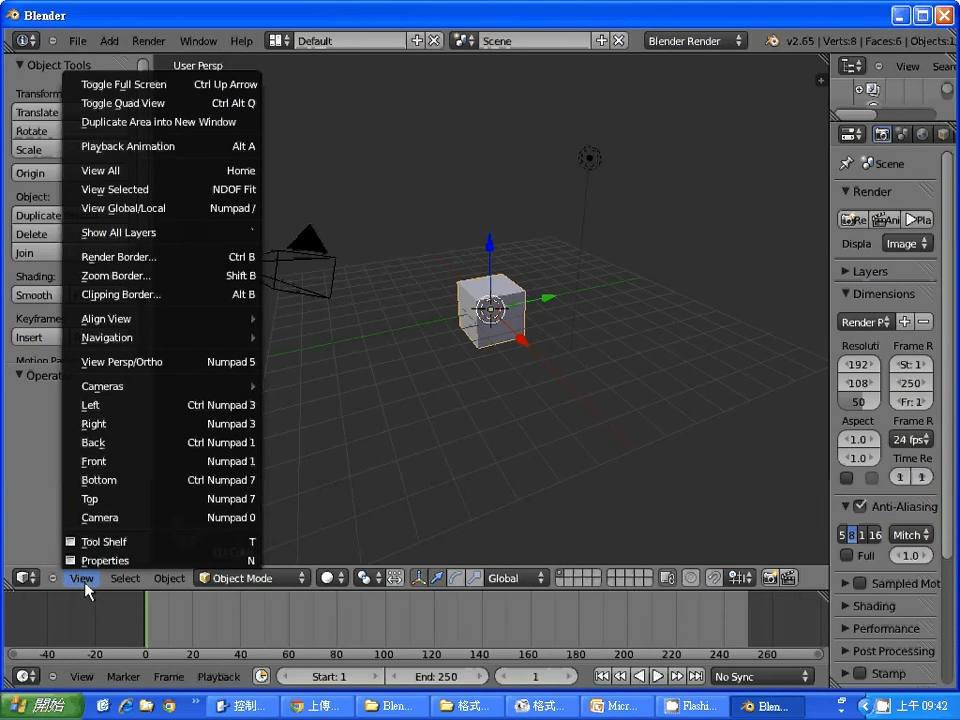 Blender
File Add Render Window Help Default Scene Blender Render v2.65 | Verts:8 | Faces:6 | Objects:1
Object Tools
User Persp
View Sear
Transform
Translate
Rotate
Scale
Origin
Object:
Duplicate
Delete
Join
Shading:
Smooth
Keyframe
Insert
Motion Pa
Operato
Toggle Full Screen Ctrl Up Arrow
Toggle Quad View Ctrl Alt Q
Duplicate Area into New Window
Playback Animation Alt A
View All Home
View Selected NDOF Fit
View Global/Local Numpad /
Show All Layers `
Render Border... Ctrl B
Zoom Border... Shift B
Clipping Border... Alt B
Align View
Navigation
View Persp/Ortho Numpad 5
Cameras
Left Ctrl Numpad 3
Right Numpad 3
Back Ctrl Numpad 1
Front Numpad 1
Bottom Ctrl Numpad 7
Top Numpad 7
Camera Numpad 0
Tool Shelf T
Properties N
Scene
Render
Re Ani Pla
Displa Image
Layers
Dimensions
Render P
Resoluti Frame R
192 St: 1
108 250
50 Fr: 1
Aspect
1.0 24 fps
1.0 Time Re
1 1
Anti-Aliasing
5 8 1 16 Mitch
Full 1.0
Sampled Mot
Shading
Performance
Post Processing
Stamp
View Select Object Object Mode Global
-40 -20 0 20 40 60 80 100 120 140 160 180 200 220 240 260
View Marker Frame Playback Start: 1 End: 250 1 No Sync
開始 控制... 上傳... Blen... 格式... 格式... Micr... Flashi... Blen... 上午 09:42